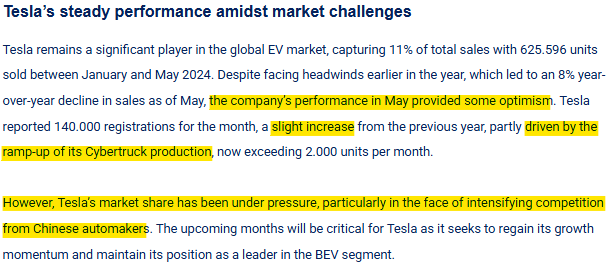 Tesla’s steady performance amidst market challenges
Tesla remains a significant player in the global EV market, capturing 11% of total sales with 625.596 units
sold between January and May 2024. Despite facing headwinds earlier in the year, which led to an 8% year-
over-year decline in sales as of May, the company’s performance in May provided some optimism. Tesla
reported 140.000 registrations for the month, a slight increase from the previous year, partly driven by the
ramp-up of its Cybertruck production, now exceeding 2.000 units per month.
However, Tesla’s market share has been under pressure, particularly in the face of intensifying competition
from Chinese automakers. The upcoming months will be critical for Tesla as it seeks to regain its growth
momentum and maintain its position as a leader in the BEV segment.